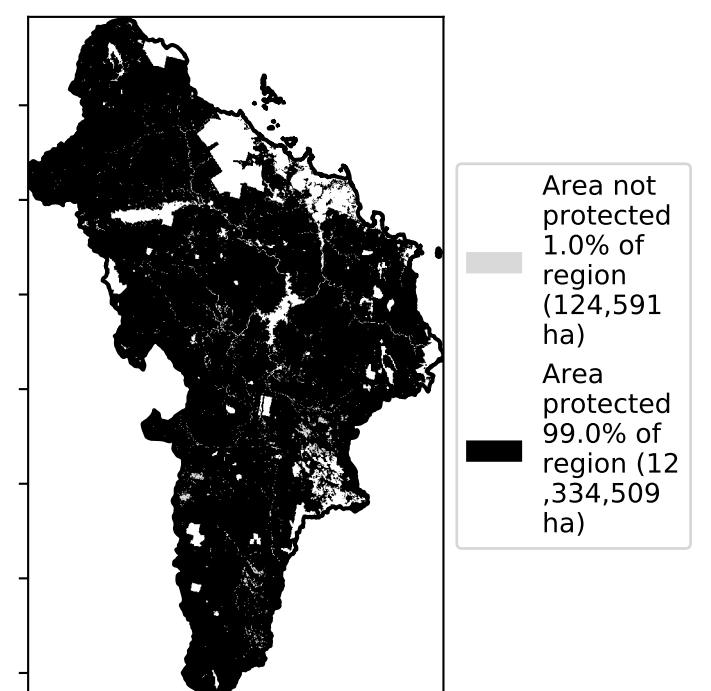 Area not
protected
1.0% of
region
(124,591
ha)
Area
protected
99.0% of
region (12
,334,509
ha)